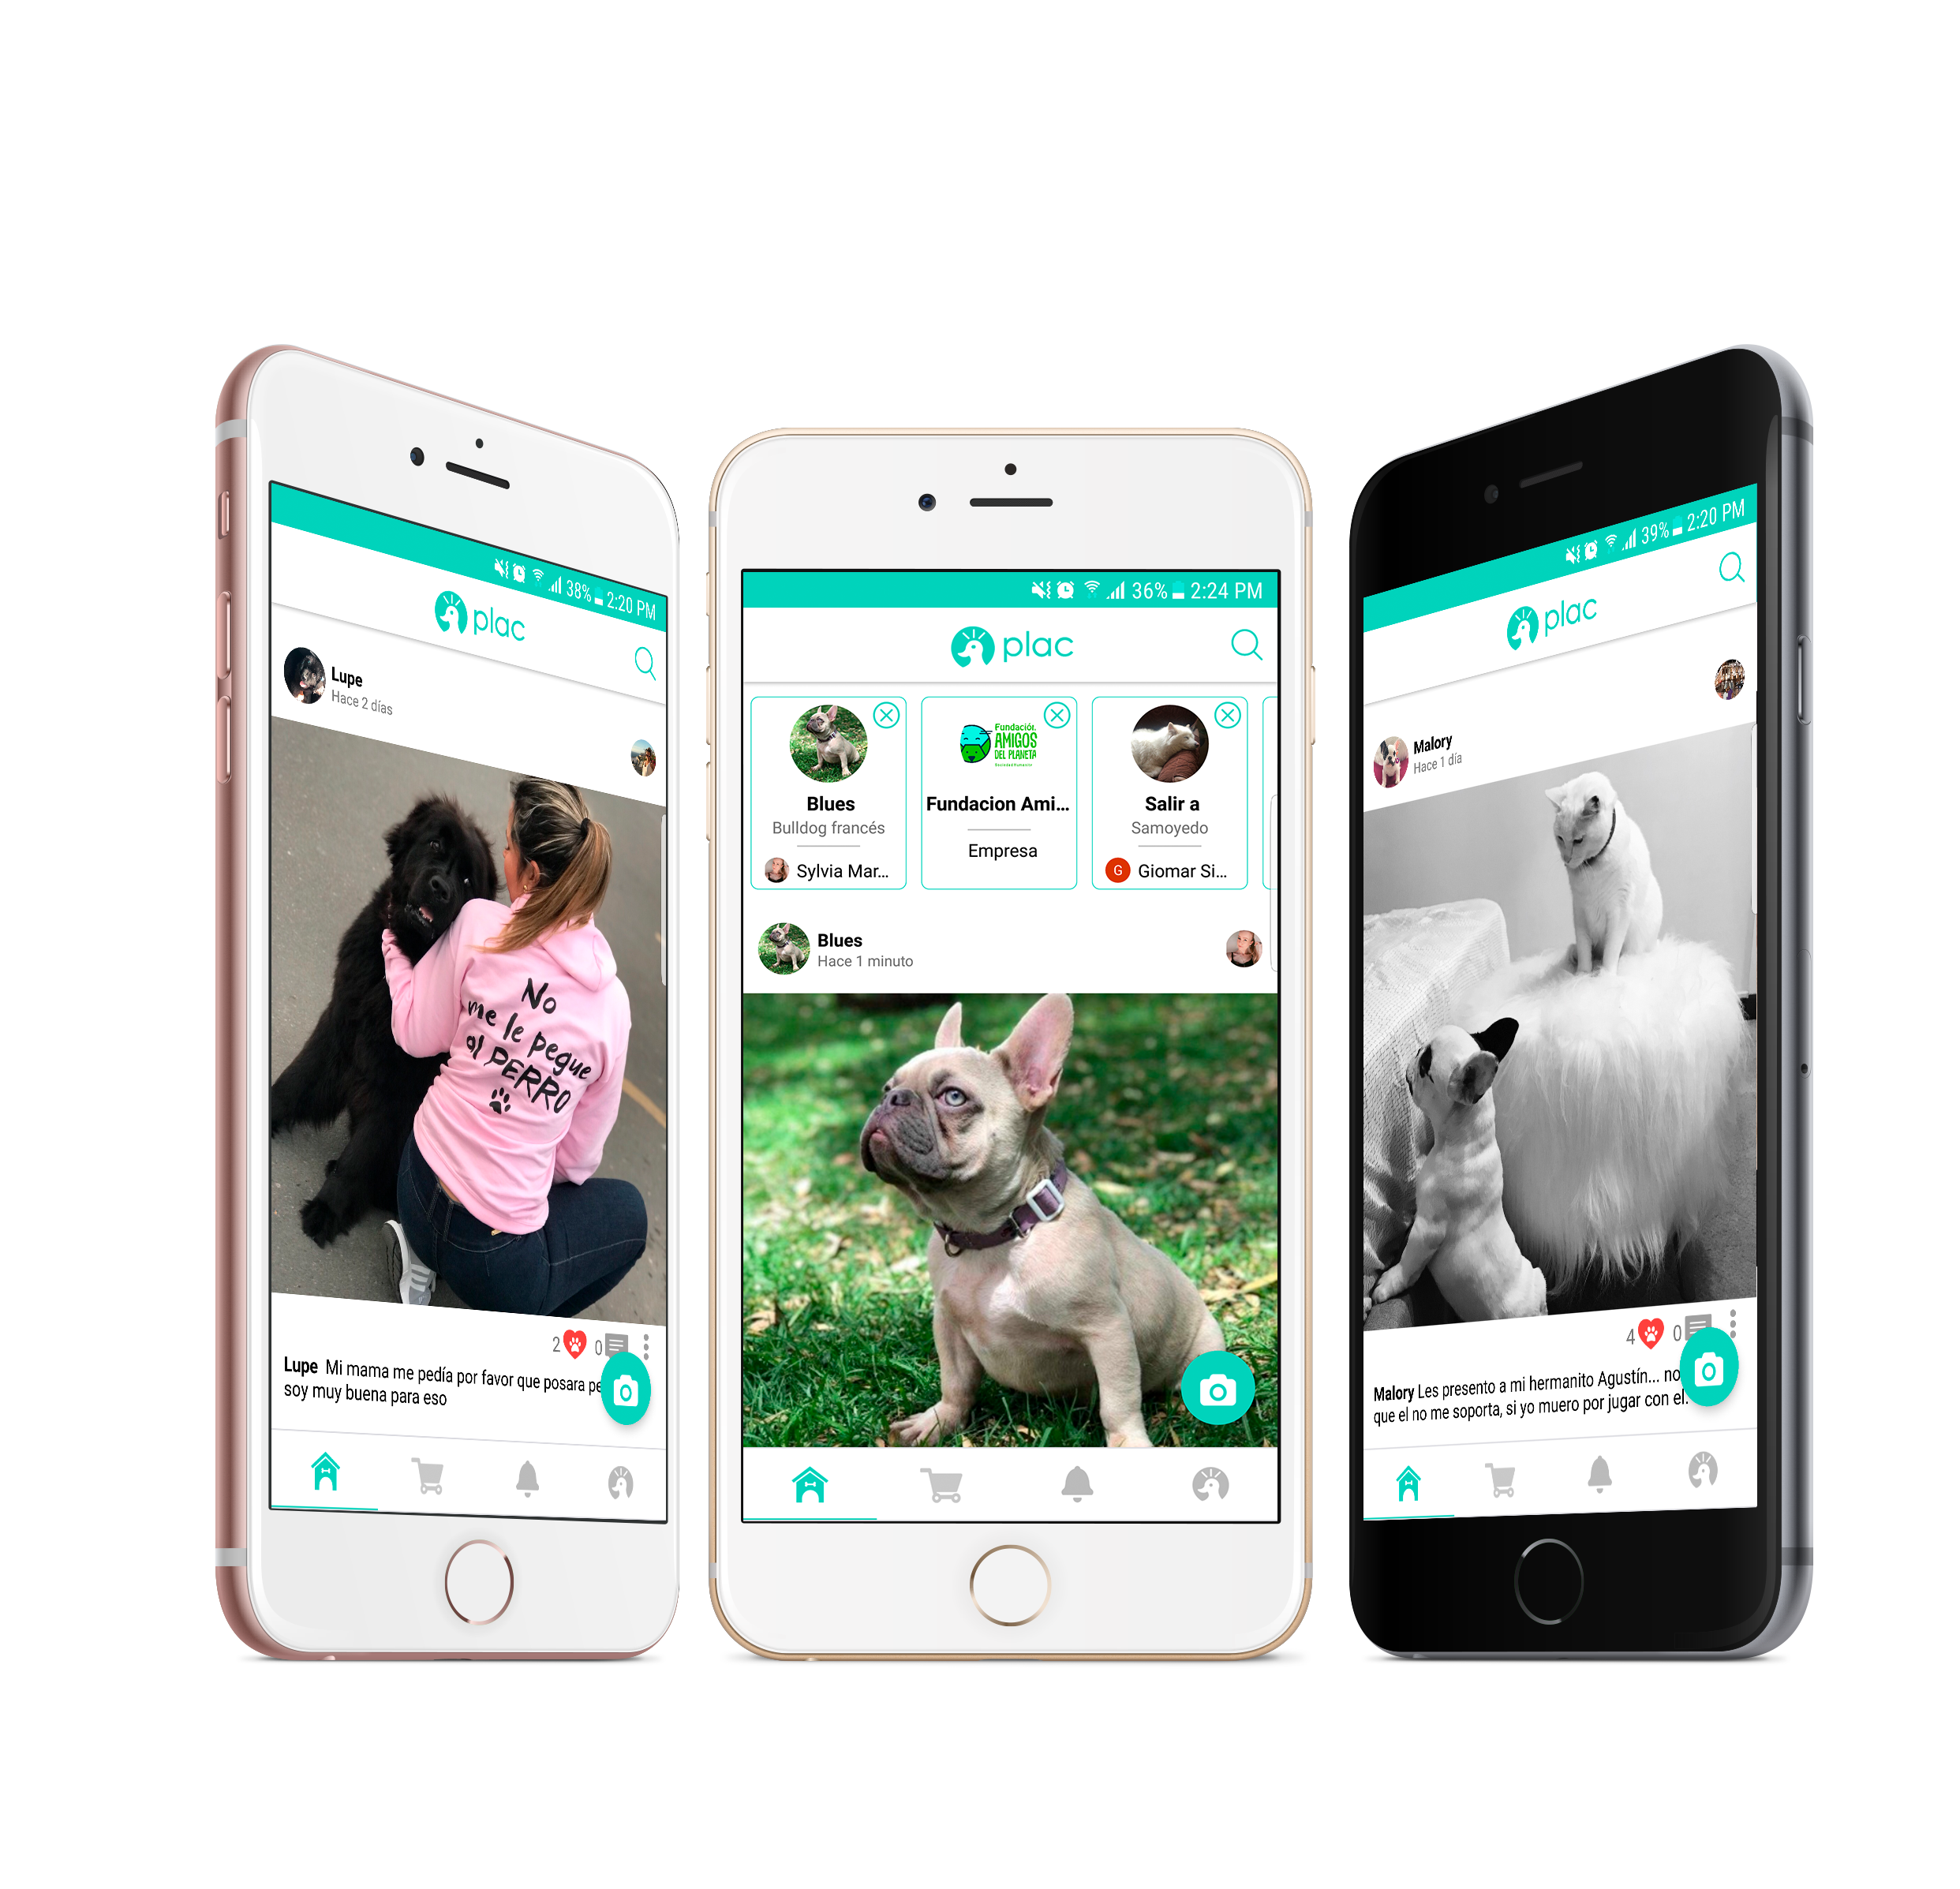 38% 2:20 PM
plac
Lupe
Hace 2 días
No
me le pegue
al PERRO
2 0
Lupe Mi mama me pedía por favor que posara
soy muy buena para eso
36% 2:24 PM
plac
Fundación
AMIGOS
DEL PLANETA
Blues
Bulldog francés
Sylvia Mar...
Fundacion Ami...
Empresa
Salir a
Samoyedo
G Giomar Si...
Blues
Hace 1 minuto
39% 2:20 PM
plac
Malory
Hace 1 día
4 0
Malory Les presento a mi hermanito Agustín... no
que el no me soporta, si yo muero por jugar con el.